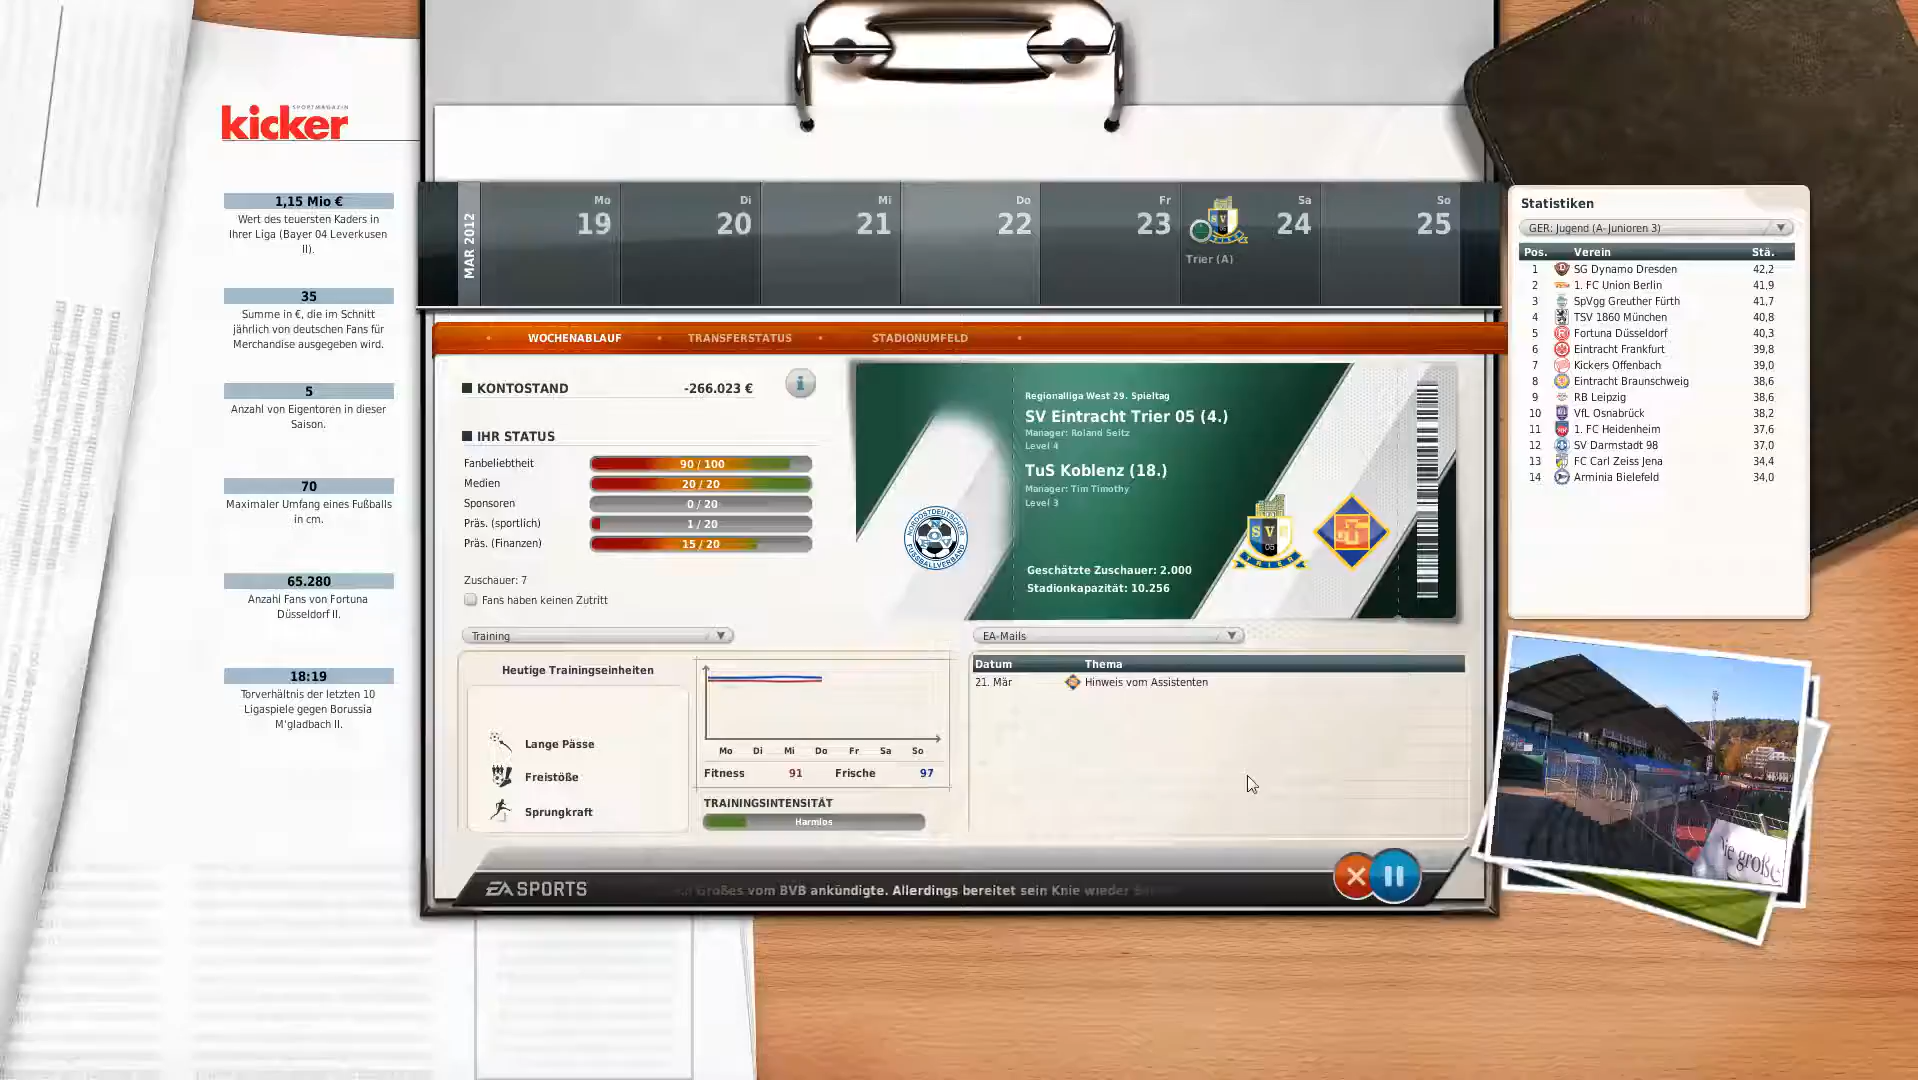 SPORTMAGAZIN
kicker
1,15 Mio €
Wert des teuersten Kaders in
Ihrer Liga (Bayer 04 Leverkusen
II).
35
Summe in €, die im Schnitt
jährlich von deutschen Fans für
Merchandise ausgegeben wird.
5
Anzahl von Eigentoren in dieser
Saison.
70
Maximaler Umfang eines Fußballs
in cm.
65.280
Anzahl Fans von Fortuna
Düsseldorf II.
18:19
Torverhältnis der letzten 10
Ligaspiele gegen Borussia
M'gladbach II.
MAR 2012
Mo
19
Di
20
Mi
21
Do
22
Fr
23
Sa
24
Trier (A)
So
25
WOCHENABLAUF
TRANSFERSTATUS
STADIONUMFELD
KONTOSTAND -266.023 €
IHR STATUS
Fanbeliebtheit 90 / 100
Medien 20 / 20
Sponsoren 0 / 20
Präs. (sportlich) 1 / 20
Präs. (Finanzen) 15 / 20
Zuschauer: 7
Fans haben keinen Zutritt
Regionalliga West 29. Spieltag
SV Eintracht Trier 05 (4.)
Manager: Roland Seitz
Level 4
TuS Koblenz (18.)
Manager: Tim Timothy
Level 3
NORDOSTDEUTSCHER
FUSSBALLVERBAND
SVE
05
TRIER
Geschätzte Zuschauer: 2.000
Stadionkapazität: 10.256
Training
Heutige Trainingseinheiten
Lange Pässe
Freistöße
Sprungkraft
Mo Di Mi Do Fr Sa So
Fitness 91 Frische 97
TRAININGSINTENSITÄT
Harmlos
EA-Mails
Datum Thema
21. Mär Hinweis vom Assistenten
EA SPORTS
Großes vom BVB ankündigte. Allerdings bereitet sein Knie wieder
Statistiken
GER: Jugend (A-Junioren 3)
Pos. Verein Stä.
1 SG Dynamo Dresden 42,2
2 1. FC Union Berlin 41,9
3 SpVgg Greuther Fürth 41,7
4 TSV 1860 München 40,8
5 Fortuna Düsseldorf 40,3
6 Eintracht Frankfurt 39,8
7 Kickers Offenbach 39,0
8 Eintracht Braunschweig 38,6
9 RB Leipzig 38,6
10 VfL Osnabrück 38,2
11 1. FC Heidenheim 37,6
12 SV Darmstadt 98 37,0
13 FC Carl Zeiss Jena 34,4
14 Arminia Bielefeld 34,0